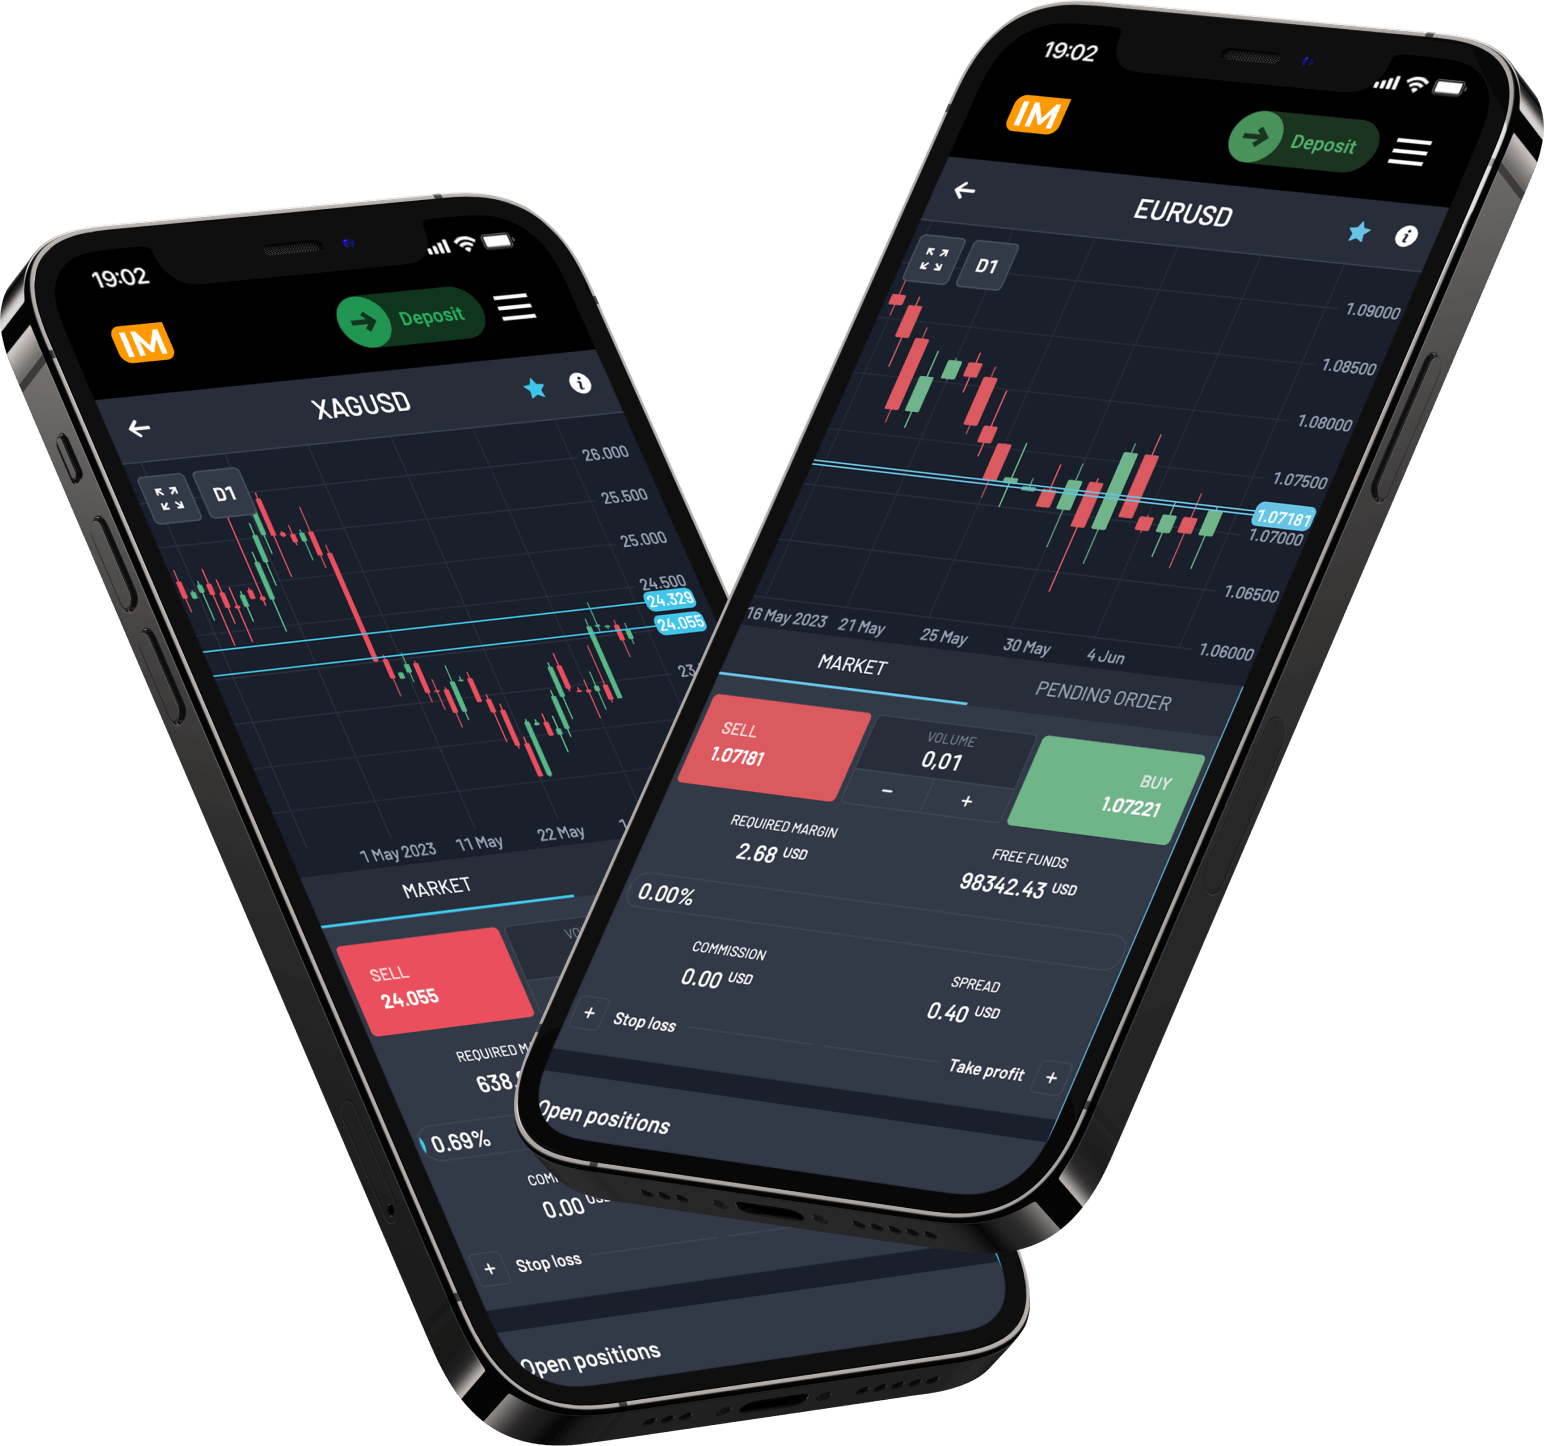 19:02
IM
Deposit
XAGUSD
D1
26.000
25.500
25.000
24.500
24.329
24.055
1 May 2023
11 May
22 May
MARKET
SELL
24.055
REQUIRED
0.69%
0.00
Stop loss
Open positions
19:02
IM
Deposit
EURUSD
D1
1.09000
1.08500
1.08000
1.07500
1.07181
1.07000
1.06500
1.06000
16 May 2023
21 May
25 May
30 May
4 Jun
MARKET
PENDING ORDER
SELL
1.07181
VOLUME
0,01
-
+
BUY
1.07221
REQUIRED MARGIN
2.68 USD
FREE FUNDS
98342.43 USD
0.00%
COMMISSION
0.00 USD
SPREAD
0.40 USD
+ Stop loss
Take profit +
Open positions